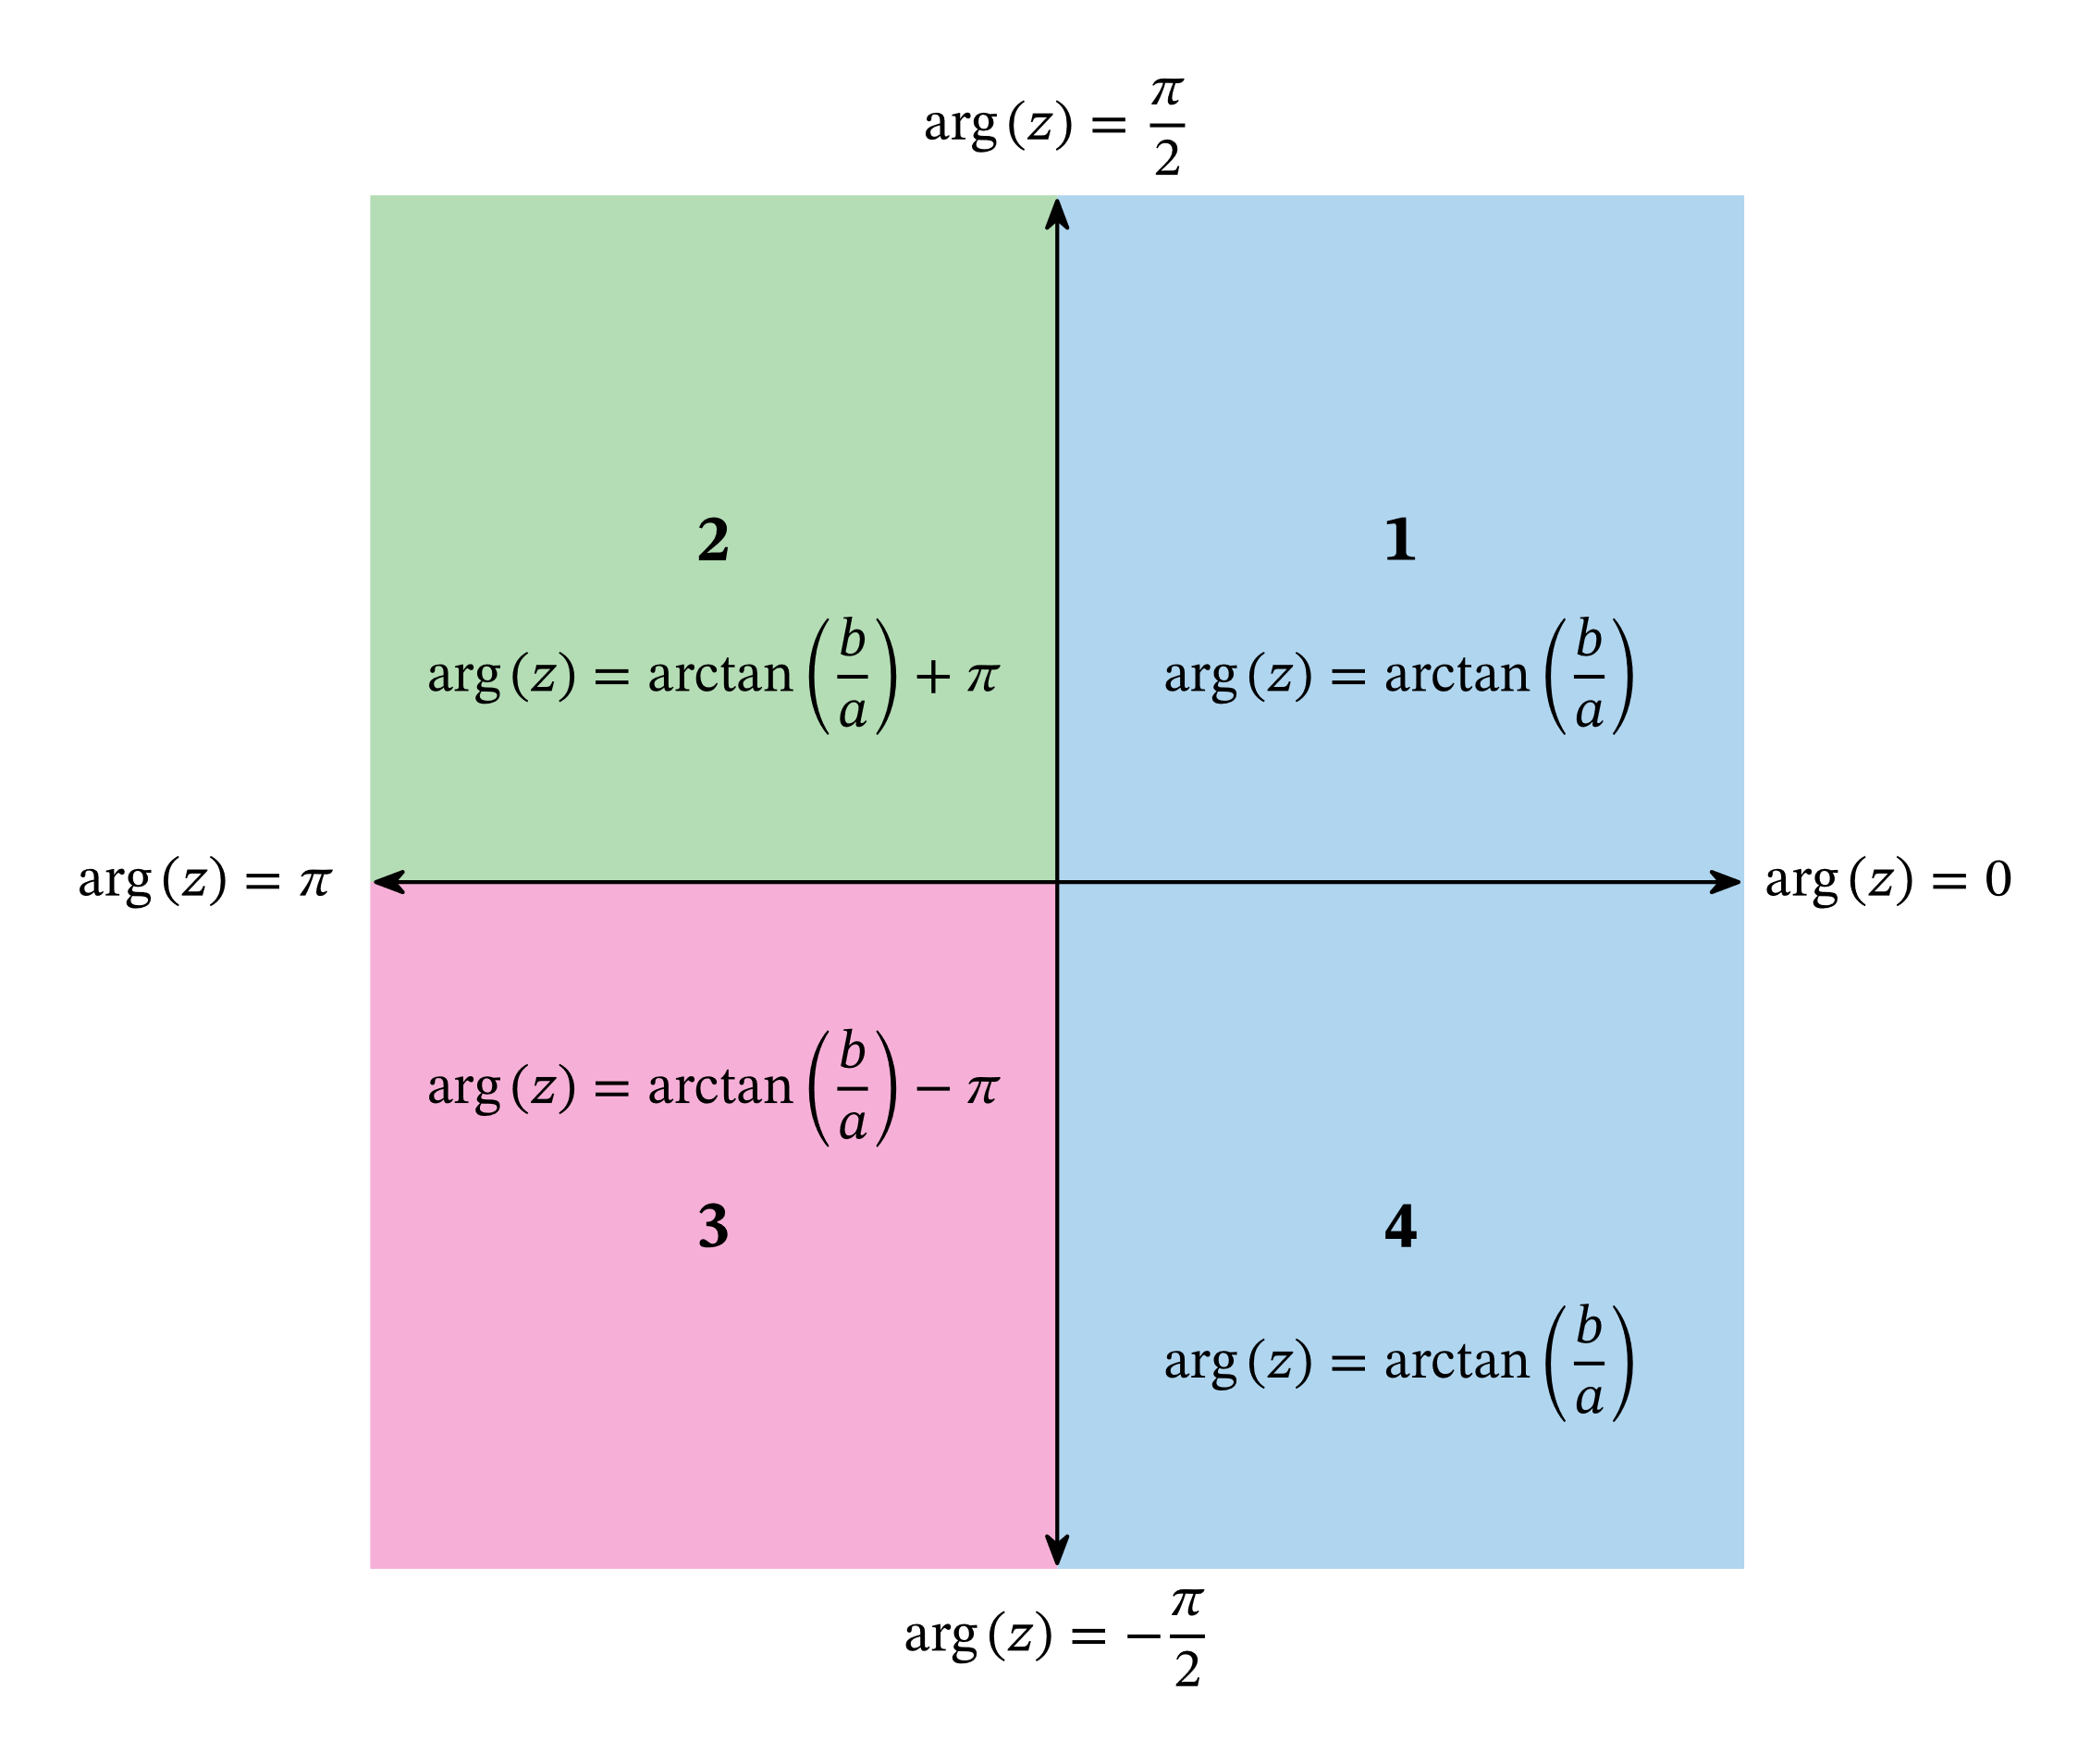 arg (z) = π/2
2
1
arg (z) = arctan (b/a) + π
arg (z) = arctan (b/a)
arg (z) = π
arg (z) = 0
arg (z) = arctan (b/a) − π
3
4
arg (z) = arctan (b/a)
arg (z) = −π/2